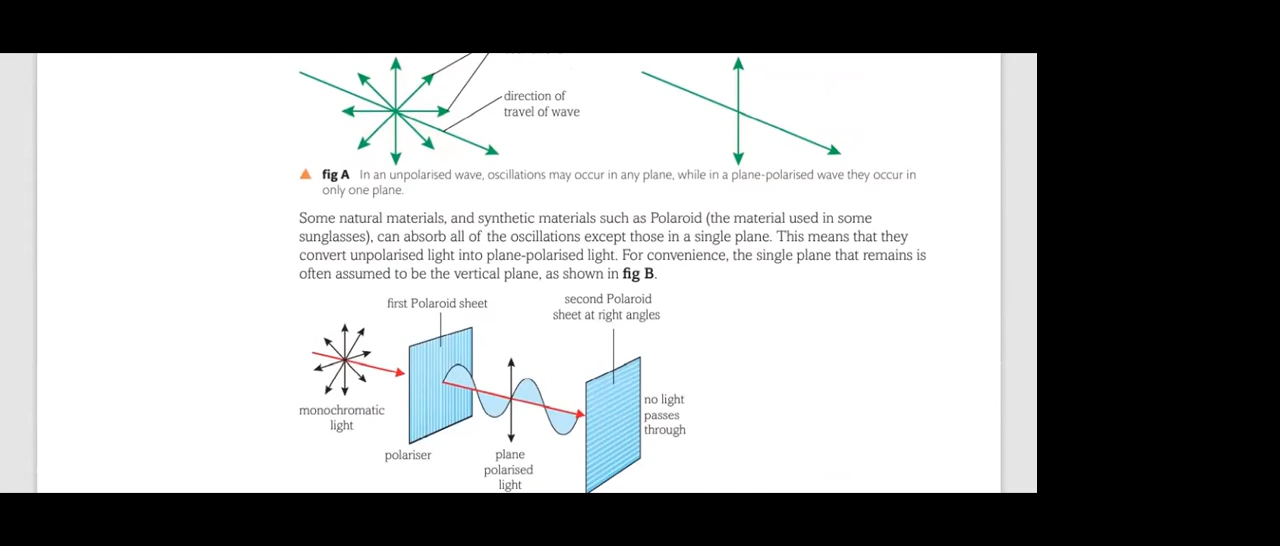 direction of
travel of wave
fig A In an unpolarised wave, oscillations may occur in any plane, while in a plane-polarised wave they occur in
only one plane.
Some natural materials, and synthetic materials such as Polaroid (the material used in some
sunglasses), can absorb all of the oscillations except those in a single plane. This means that they
convert unpolarised light into plane-polarised light. For convenience, the single plane that remains is
often assumed to be the vertical plane, as shown in fig B.
first Polaroid sheet
second Polaroid
sheet at right angles
monochromatic
light
polariser
plane
polarised
light
no light
passes
through